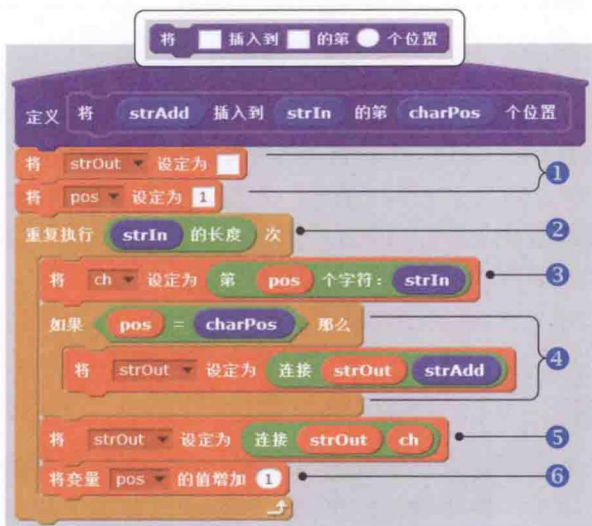 将 插入到 的第 个位置
定义 将 strAdd 插入到 strIn 的第 charPos 个位置
将 strOut 设定为
将 pos 设定为 1
1
重复执行 strIn 的长度 次
2
将 ch 设定为 第 pos 个字符: strIn
3
如果 pos = charPos 那么
将 strOut 设定为 连接 strOut strAdd
4
将 strOut 设定为 连接 strOut ch
5
将变量 pos 的值增加 1
6